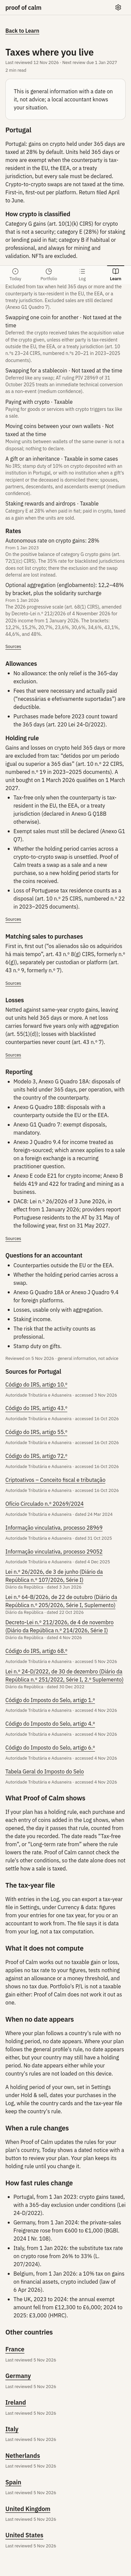 proof of calm
Back to Learn
Taxes where you live
Last reviewed 12 Nov 2026 · Next review due 1 Jan 2027
2 min read
This is general information with a date on
it, not advice; a local accountant knows
your situation.
Portugal
Portugal: gains on crypto held under 365 days are
taxed at 28% by default. Units held 365 days or
more are exempt when the counterparty is tax-
resident in the EU, the EEA, or a treaty
jurisdiction, but every sale must be declared.
Crypto-to-crypto swaps are not taxed at the time.
First-in, first-out per platform. Return filed April
to June.
How crypto is classified
Category G gains (art. 10(1)(k) CIRS) for crypto
that is not a security; category E (28%) for staking
or lending paid in fiat; category B if habitual or
professional, and always for mining and
validation. NFTs are excluded.
Today
Portfolio
Log
Learn
Excluded from tax when held 365 days or more and the
counterparty is tax-resident in the EU, the EEA, or a treaty
jurisdiction. Excluded sales are still declared
(Anexo G1 Quadro 7).
Swapping one coin for another · Not taxed at the
time
Deferred: the crypto received takes the acquisition value
of the crypto given, unless either party is tax-resident
outside the EU, the EEA, or a treaty jurisdiction (art. 10
n.ºs 23–24 CIRS, numbered n.ºs 20–21 in 2023–2025
documents).
Swapping for a stablecoin · Not taxed at the time
Deferred like any swap. AT ruling PIV 28969 of 31
October 2025 treats an immediate technical conversion
as a non-event (medium confidence).
Paying with crypto · Taxable
Paying for goods or services with crypto triggers tax like
a sale.
Moving coins between your own wallets · Not
taxed at the time
Moving units between wallets of the same owner is not a
disposal; nothing to declare.
A gift or an inheritance · Taxable in some cases
No IRS, stamp duty of 10% on crypto deposited with an
institution in Portugal, or with no institution when a gift's
recipient or the deceased is domiciled there; spouses,
partners, descendants, and ascendants exempt (medium
confidence).
Staking rewards and airdrops · Taxable
Category E at 28% when paid in fiat; paid in crypto, taxed
as a gain when the units are sold.
Rates
Autonomous rate on crypto gains: 28%
From 1 Jan 2023
On the positive balance of category G crypto gains (art.
72(1)(c) CIRS). The 35% rate for blacklisted jurisdictions
does not extend to crypto; there the exclusion and the
swap deferral are lost instead.
Optional aggregation (englobamento): 12,2–48%
by bracket, plus the solidarity surcharge
From 1 Jan 2026
The 2026 progressive scale (art. 68(1) CIRS), amended
by Decreto-Lei n.º 212/2026 of 4 November 2026 for
2026-income from 1 January 2026. The brackets:
12,2%, 15,2%, 20,7%, 23,6%, 30,6%, 34,6%, 43,1%,
44,6%, and 48%.
Sources
Allowances
No allowance: the only relief is the 365-day
exclusion.
Fees that were necessary and actually paid
(“necessárias e efetivamente suportadas”) are
deductible.
Purchases made before 2023 count toward
the 365 days (art. 220 Lei 24-D/2022).
Holding rule
Gains and losses on crypto held 365 days or more
are excluded from tax: “detidos por um período
igual ou superior a 365 dias” (art. 10 n.º 22 CIRS,
numbered n.º 19 in 2023–2025 documents). A
unit bought on 1 March 2026 qualifies on 1 March
2027.
Tax-free only when the counterparty is tax-
resident in the EU, the EEA, or a treaty
jurisdiction (declared in Anexo G Q18B
otherwise).
Exempt sales must still be declared (Anexo G1
Q7).
Whether the holding period carries across a
crypto-to-crypto swap is unsettled. Proof of
Calm treats a swap as a sale and a new
purchase, so a new holding period starts for
the coins received.
Loss of Portuguese tax residence counts as a
disposal (art. 10 n.º 25 CIRS, numbered n.º 22
in 2023–2025 documents).
Sources
Matching sales to purchases
First in, first out (“os alienados são os adquiridos
há mais tempo”, art. 43 n.º 8(g) CIRS, formerly n.º
6(g)), separately per custodian or platform (art.
43 n.º 9, formerly n.º 7).
Sources
Losses
Netted against same-year crypto gains, leaving
out units held 365 days or more. A net loss
carries forward five years only with aggregation
(art. 55(1)(d)); losses with blacklisted
counterparties never count (art. 43 n.º 7).
Sources
Reporting
Modelo 3, Anexo G Quadro 18A: disposals of
units held under 365 days, per operation, with
the country of the counterparty.
Anexo G Quadro 18B: disposals with a
counterparty outside the EU or the EEA.
Anexo G1 Quadro 7: exempt disposals,
mandatory.
Anexo J Quadro 9.4 for income treated as
foreign-sourced; which annex applies to a sale
on a foreign exchange is a recurring
practitioner question.
Anexo E code E21 for crypto income; Anexo B
fields 419 and 422 for trading and mining as a
business.
DAC8: Lei n.º 26/2026 of 3 June 2026, in
effect from 1 January 2026; providers report
Portuguese residents to the AT by 31 May of
the following year, for 2026 first by 31 May
2027.
Sources
Questions for an accountant
Counterparties outside the EU or the EEA.
Whether the holding period carries across a
swap.
Anexo G Quadro 18A or Anexo J Quadro 9.4
for foreign platforms.
Losses, usable only with aggregation.
Staking income.
The risk that the activity counts as
professional.
Stamp duty on gifts.
Reviewed on 5 Nov 2026 · general information, not advice
Sources for Portugal
Código do IRS, artigo 10.º
Autoridade Tributária e Aduaneira · accessed 3 Nov 2026
Código do IRS, artigo 43.º
Autoridade Tributária e Aduaneira · accessed 16 Oct 2026
Código do IRS, artigo 55.º
Autoridade Tributária e Aduaneira · accessed 16 Oct 2026
Código do IRS, artigo 72.º
Autoridade Tributária e Aduaneira · accessed 16 Oct 2026
Criptoativos – Conceito fiscal e tributação
Autoridade Tributária e Aduaneira · accessed 16 Oct 2026
Ofício Circulado n.º 20269/2024
Autoridade Tributária e Aduaneira · dated 24 Mar 2024
Informação vinculativa, processo 28969
Autoridade Tributária e Aduaneira · dated 31 Oct 2025
Informação vinculativa, processo 29052
Autoridade Tributária e Aduaneira · dated 4 Dec 2025
Lei n.º 26/2026, de 3 de junho (Diário da
República n.º 107/2026, Série I)
Diário da República · dated 3 Jun 2026
Lei n.º 64-B/2026, de 22 de outubro (Diário da
República n.º 205/2026, Série I, Suplemento)
Diário da República · dated 22 Oct 2026
Decreto-Lei n.º 212/2026, de 4 de novembro
(Diário da República n.º 214/2026, Série I)
Diário da República · dated 4 Nov 2026
Código do IRS, artigo 68.º
Autoridade Tributária e Aduaneira · accessed 5 Nov 2026
Lei n.º 24-D/2022, de 30 de dezembro (Diário da
República n.º 251/2022, Série I, 2.º Suplemento)
Diário da República · dated 30 Dec 2022
Código do Imposto do Selo, artigo 1.º
Autoridade Tributária e Aduaneira · accessed 4 Nov 2026
Código do Imposto do Selo, artigo 4.º
Autoridade Tributária e Aduaneira · accessed 4 Nov 2026
Código do Imposto do Selo, artigo 6.º
Autoridade Tributária e Aduaneira · accessed 4 Nov 2026
Tabela Geral do Imposto do Selo
Autoridade Tributária e Aduaneira · accessed 4 Nov 2026
What Proof of Calm shows
If your plan has a holding rule, each lot shows when
your country's holding period ends. A lot here means
each entry of coins added in the Log: for staking, for
example, the day it passes that rule, counted from
the date you recorded. The date reads “Tax-free
from”, or “Long-term rate from” where the rule
lowers the rate. Proof of Calm cannot check the
rule's other conditions, so the date does not settle
how a sale is taxed.
The tax-year file
With entries in the Log, you can export a tax-year
file in Settings, under Currency & data: figures
from your entries for one tax year, for you or an
accountant to work from. The file says it is data
from your log, not a tax computation.
What it does not compute
Proof of Calm works out no taxable gain or loss,
applies no tax rate to your figures, tests nothing
against an allowance or a money threshold, and
shows no tax due. Portfolio's P/L is not a taxable
gain either: Proof of Calm does not work it out as
one.
When no date appears
Where your plan follows a country's rule with no
holding period, no date appears. Where your plan
follows the general profile's rule, no date appears
either, but your country may still have a holding
period. No date appears either while your
country's rules are not loaded on this device.
A holding period of your own, set in Settings
under Hold & sell, dates your purchases in the
Log, while the country cards and the tax-year file
keep the country's rule.
When a rule changes
When Proof of Calm updates the rules for your
plan's country, Today shows a dated notice with a
button to review your plan. Your plan keeps its
holding rule until you change it.
How fast rules change
Portugal, from 1 Jan 2023: crypto gains taxed,
with a 365-day exclusion under conditions (Lei
24-D/2022).
Germany, from 1 Jan 2024: the private-sales
Freigrenze rose from €600 to €1,000 (BGBl.
2024 I Nr. 108).
Italy, from 1 Jan 2026: the substitute tax rate
on crypto rose from 26% to 33% (L.
207/2024).
Belgium, from 1 Jan 2026: a 10% tax on gains
on financial assets, crypto included (law of
6 Apr 2026).
The UK, 2023 to 2024: the annual exempt
amount fell from £12,300 to £6,000; 2024 to
2025: £3,000 (HMRC).
Other countries
France
Last reviewed 5 Nov 2026
Germany
Last reviewed 5 Nov 2026
Ireland
Last reviewed 5 Nov 2026
Italy
Last reviewed 5 Nov 2026
Netherlands
Last reviewed 5 Nov 2026
Spain
Last reviewed 5 Nov 2026
United Kingdom
Last reviewed 5 Nov 2026
United States
Last reviewed 5 Nov 2026